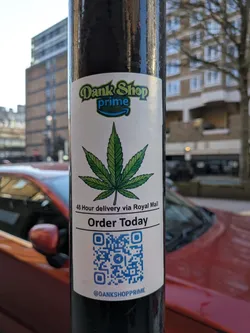 Dank Shop
prime
48 Hour delivery via Royal Mail
Order Today
@DANKSHOPPRIME